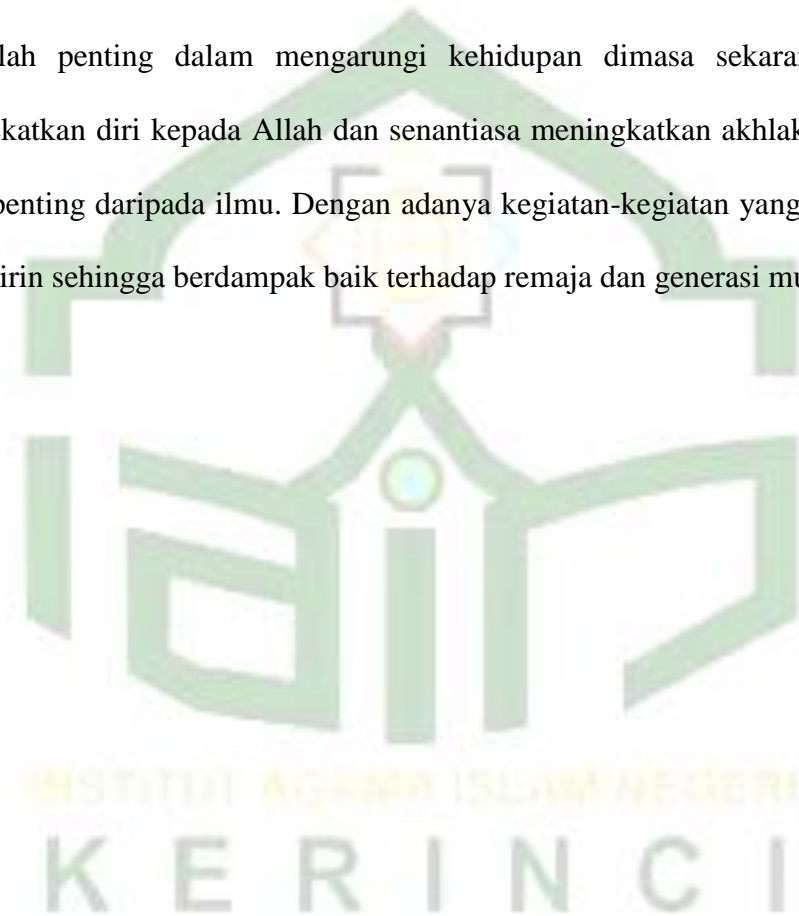 lah penting dalam mengarungi kehidupan dimasa sekaran
katkan diri kepada Allah dan senantiasa meningkatkan akhlak
penting daripada ilmu. Dengan adanya kegiatan-kegiatan yang
irin sehingga berdampak baik terhadap remaja dan generasi mu
iain
INSTITUT AGAMA ISLAM NEGERI
KERINCI